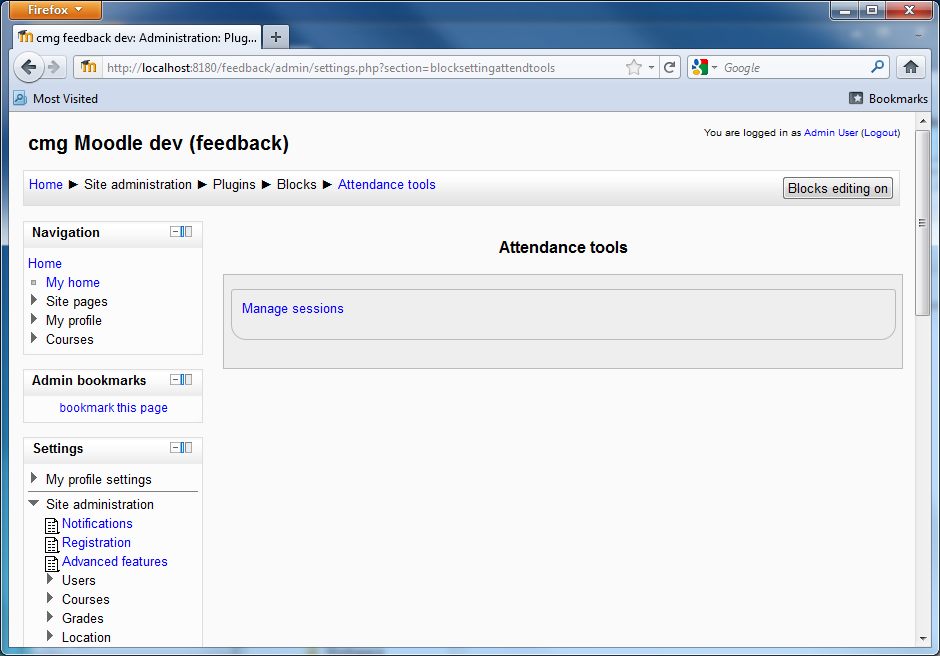 Firefox
cmg feedback dev: Administration: Plug...
http://localhost:8180/feedback/admin/settings.php?section=blocksettingattendtools
Google
Most Visited
Bookmarks
cmg Moodle dev (feedback)
You are logged in as Admin User (Logout)
Home ► Site administration ► Plugins ► Blocks ► Attendance tools
Blocks editing on
Navigation
Home
My home
Site pages
My profile
Courses
Admin bookmarks
bookmark this page
Settings
My profile settings
Site administration
Notifications
Registration
Advanced features
Users
Courses
Grades
Location
Attendance tools
Manage sessions